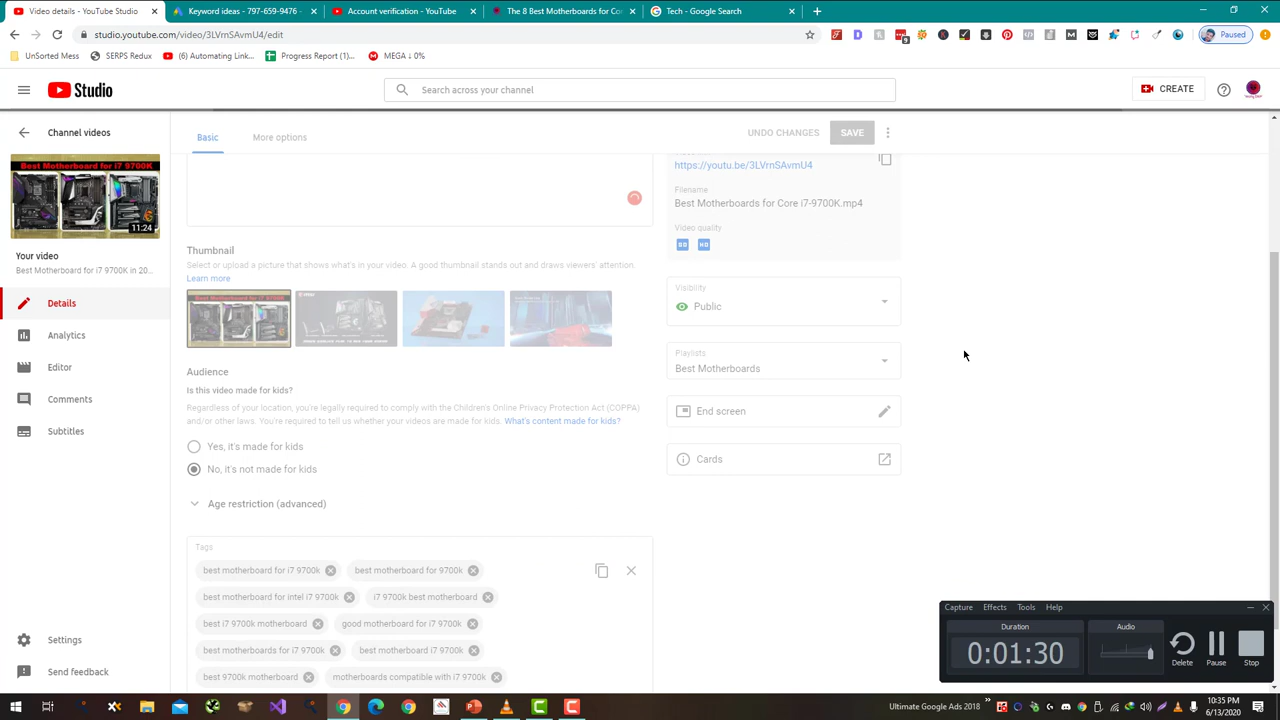 Video details - YouTube Studio
Keyword ideas - 797-659-9476 -
Account verification - YouTube
The 8 Best Motherboards for Co
Tech - Google Search
studio.youtube.com/video/3LVrnSAvmU4/edit
Paused
UnSorted Mess
SERPS Redux
(6) Automating Link...
Progress Report (1)...
MEGA ↓ 0%
Studio
Search across your channel
CREATE
Channel videos
Basic
More options
UNDO CHANGES
SAVE
Best Motherboard for i7 9700K
11:24
Your video
Best Motherboard for i7 9700K in 20...
Details
Analytics
Editor
Comments
Subtitles
Settings
Send feedback
Thumbnail
Select or upload a picture that shows what's in your video. A good thumbnail stands out and draws viewers' attention.
Learn more
Audience
Is this video made for kids?
Regardless of your location, you're legally required to comply with the Children's Online Privacy Protection Act (COPPA)
and/or other laws. You're required to tell us whether your videos are made for kids. What's content made for kids?
Yes, it's made for kids
No, it's not made for kids
Age restriction (advanced)
Tags
best motherboard for i7 9700k
best motherboard for 9700k
best motherboard for intel i7 9700k
i7 9700k best motherboard
best i7 9700k motherboard
good motherboard for i7 9700k
best motherboards for i7 9700k
best motherboard i7 9700k
best 9700k motherboard
motherboards compatible with i7 9700k
https://youtu.be/3LVrnSAvmU4
Filename
Best Motherboards for Core i7-9700K.mp4
Video quality
SD
HD
Visibility
Public
Playlists
Best Motherboards
End screen
Cards
Capture
Effects
Tools
Help
Duration
0:01:30
Audio
Delete
Pause
Stop
Ultimate Google Ads 2018
10:35 PM
6/13/2020